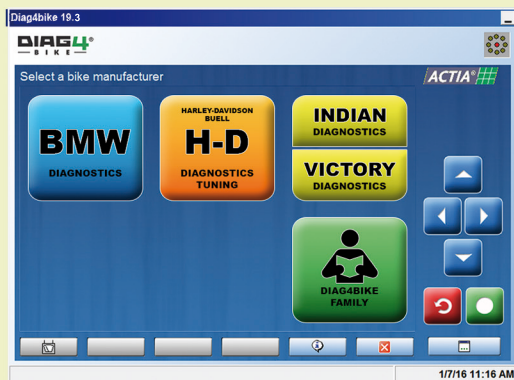 Diag4bike 19.3
DIAG4®
BIKE
Select a bike manufacturer
ACTIA®
BMW
DIAGNOSTICS
HARLEY-DAVIDSON
BUELL
H-D
DIAGNOSTICS
TUNING
INDIAN
DIAGNOSTICS
VICTORY
DIAGNOSTICS
DIAG4BIKE
FAMILY
1/7/16 11:16 AM